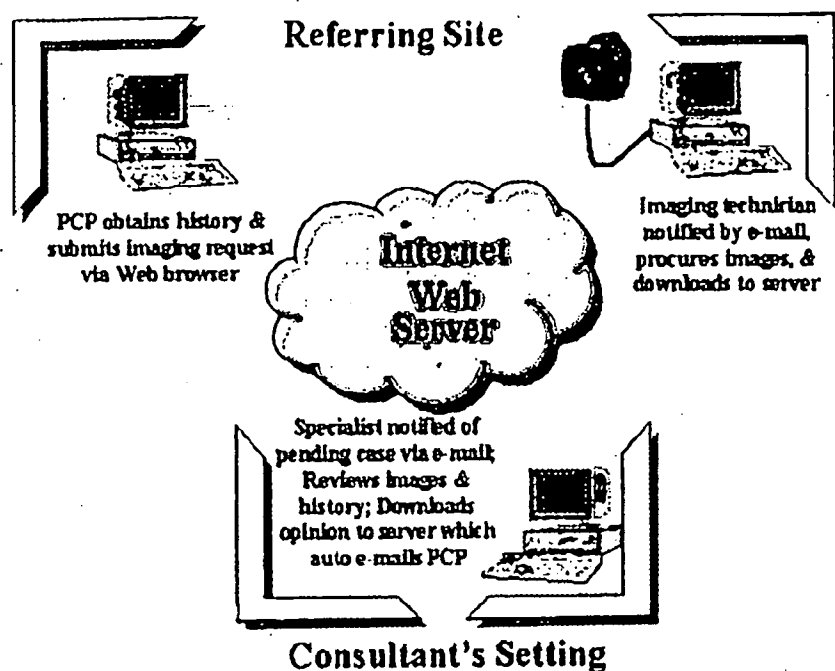 Referring Site
PCP obtains history &
submits imaging request
via Web browser
Imaging technician
notified by e-mail,
procures images, &
downloads to server
Internet
Web
Server
Specialist notified of
pending case via e-mail;
Reviews images &
history; Downloads
opinion to server which
auto e-mails PCP
Consultant's Setting